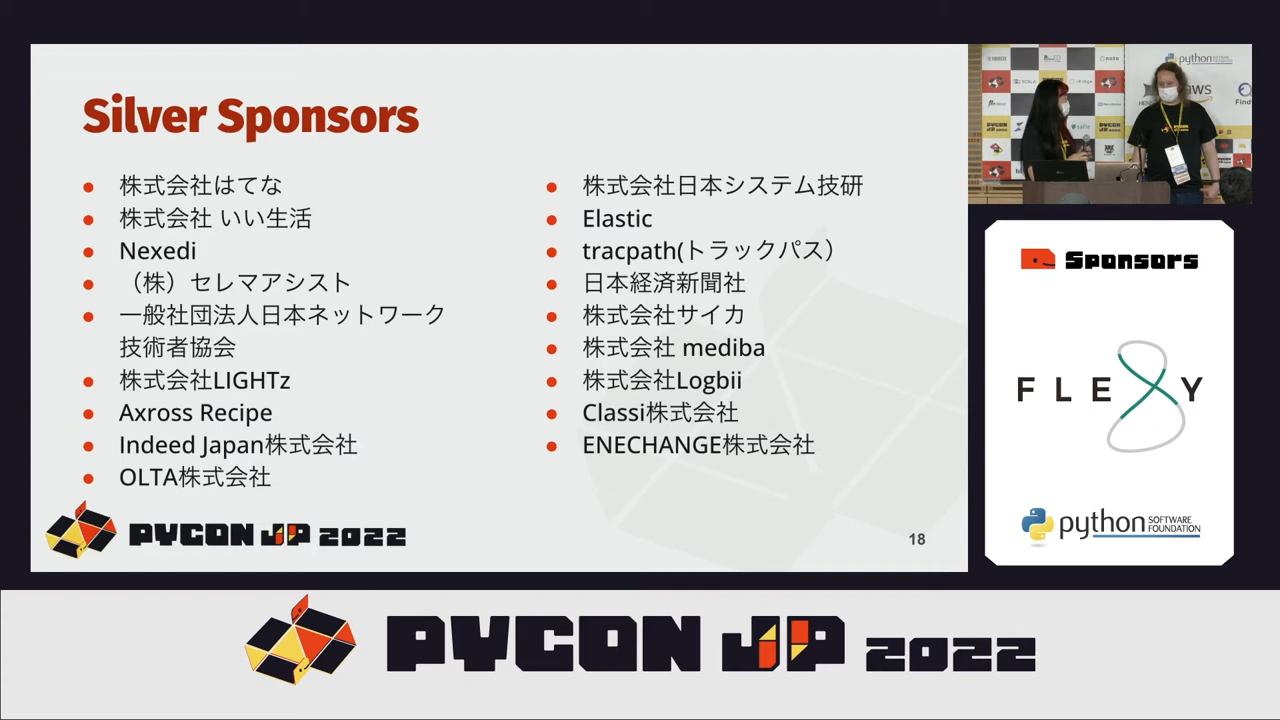 Silver Sponsors
株式会社はてな
株式会社 いい生活
Nexedi
（株）セレマアシスト
一般社団法人日本ネットワーク
技術者協会
株式会社LIGHTz
Axross Recipe
Indeed Japan株式会社
OLTA株式会社
株式会社日本システム技研
Elastic
tracpath(トラックパス）
日本経済新聞社
株式会社サイカ
株式会社 mediba
株式会社Logbii
Classi株式会社
ENECHANGE株式会社
PYCON JP 2022
18
python
aws
Sponsors
FLEXY
python SOFTWARE
FOUNDATION
PYCON JP 2022